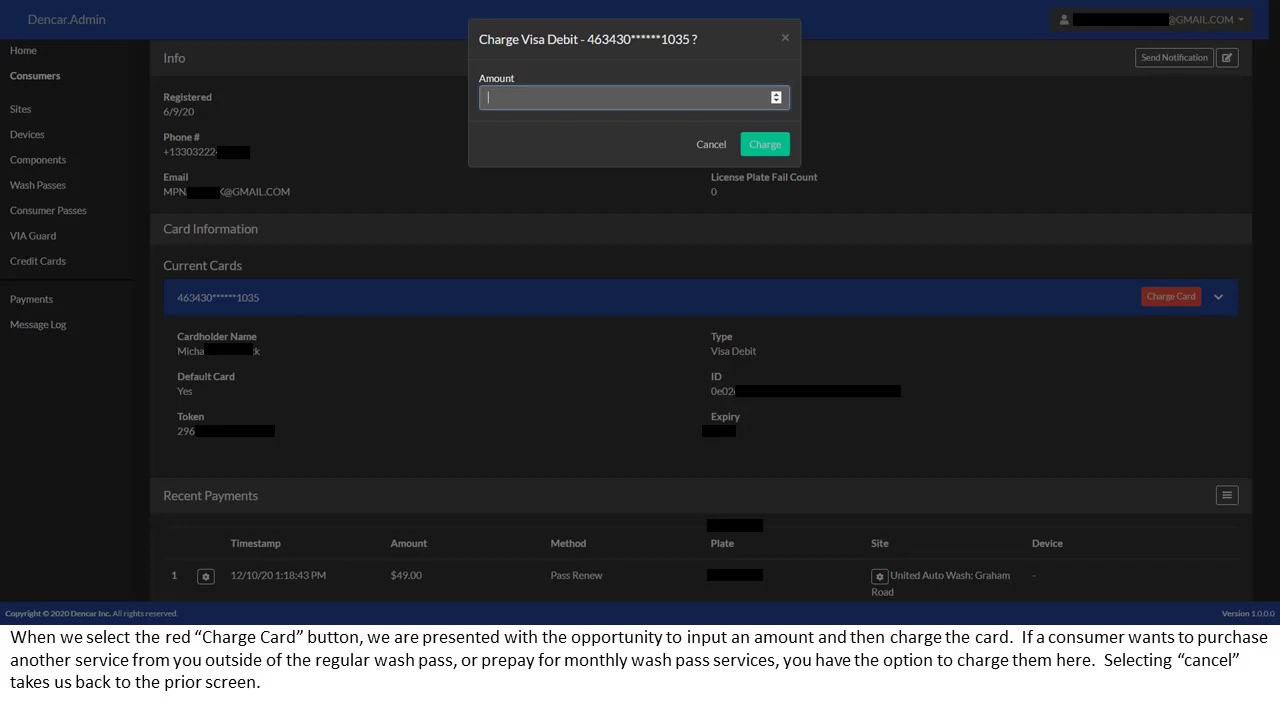 Dencar.Admin
@GMAIL.COM
Charge Visa Debit - 463430******1035 ?
×
Amount
Cancel
Charge
Home
Consumers
Sites
Devices
Components
Wash Passes
Consumer Passes
VIA Guard
Credit Cards
Payments
Message Log
Info
Send Notification
Registered
6/9/20
Phone #
+13303222
Email
MPN
@GMAIL.COM
License Plate Fail Count
0
Card Information
Current Cards
463430******1035
Charge Card
Cardholder Name
Micha
k
Type
Visa Debit
Default Card
Yes
ID
0e02
Token
296
Expiry
Recent Payments
Timestamp Amount Method Plate Site Device
1 12/10/20 1:18:43 PM $49.00 Pass Renew United Auto Wash: Graham -
Road
Copyright © 2020 Dencar Inc. All rights reserved.
Version 1.0.0.0
When we select the red “Charge Card” button, we are presented with the opportunity to input an amount and then charge the card.  If a consumer wants to purchase
another service from you outside of the regular wash pass, or prepay for monthly wash pass services, you have the option to charge them here.  Selecting “cancel”
takes us back to the prior screen.